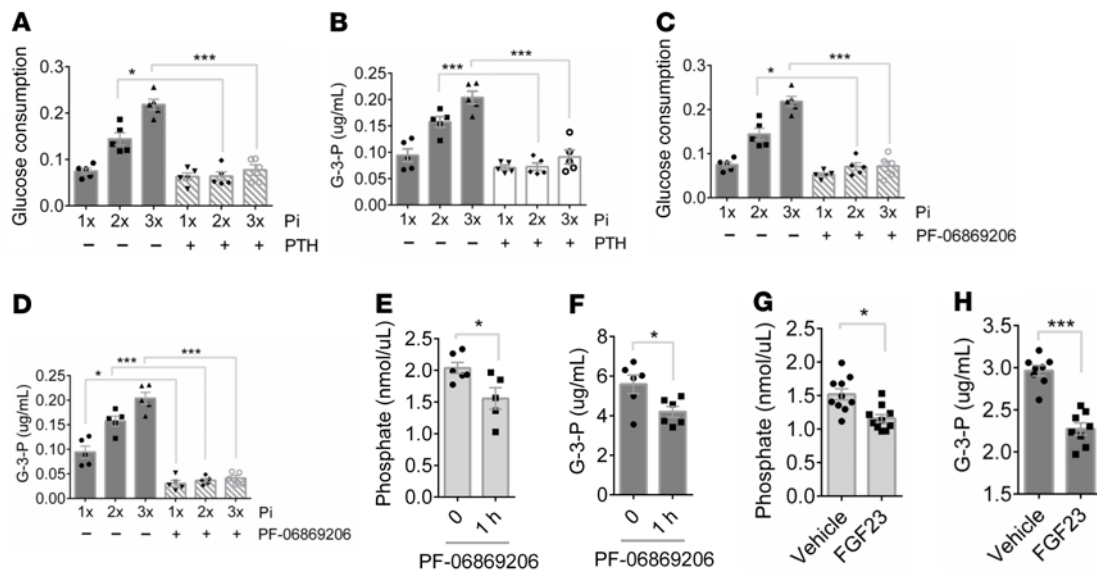 A
Glucose consumption
0.3
0.2
0.1
0.0
*
***
1x 2x 3x 1x 2x 3x Pi
– – – + + + PTH
B
G-3-P (ug/mL)
0.25
0.20
0.15
0.10
0.05
0.00
***
***
1x 2x 3x 1x 2x 3x Pi
– – – + + + PTH
C
Glucose consumption
0.3
0.2
0.1
0.0
*
***
1x 2x 3x 1x 2x 3x Pi
– – – + + + PF-06869206
D
G-3-P (ug/mL)
0.25
0.20
0.15
0.10
0.05
0.00
*
***
***
1x 2x 3x 1x 2x 3x Pi
– – – + + + PF-06869206
E
Phosphate (nmol/uL)
2.5
2.0
1.5
1.0
0.5
0.0
*
0 1 h
PF-06869206
F
G-3-P (ug/mL)
8
6
4
2
0
*
0 1 h
PF-06869206
G
Phosphate (nmol/uL)
2.5
2.0
1.5
1.0
1.5
0.0
*
Vehicle FGF23
H
G-3-P (ug/mL)
3.5
3.0
2.5
2.0
1.5
***
Vehicle FGF23